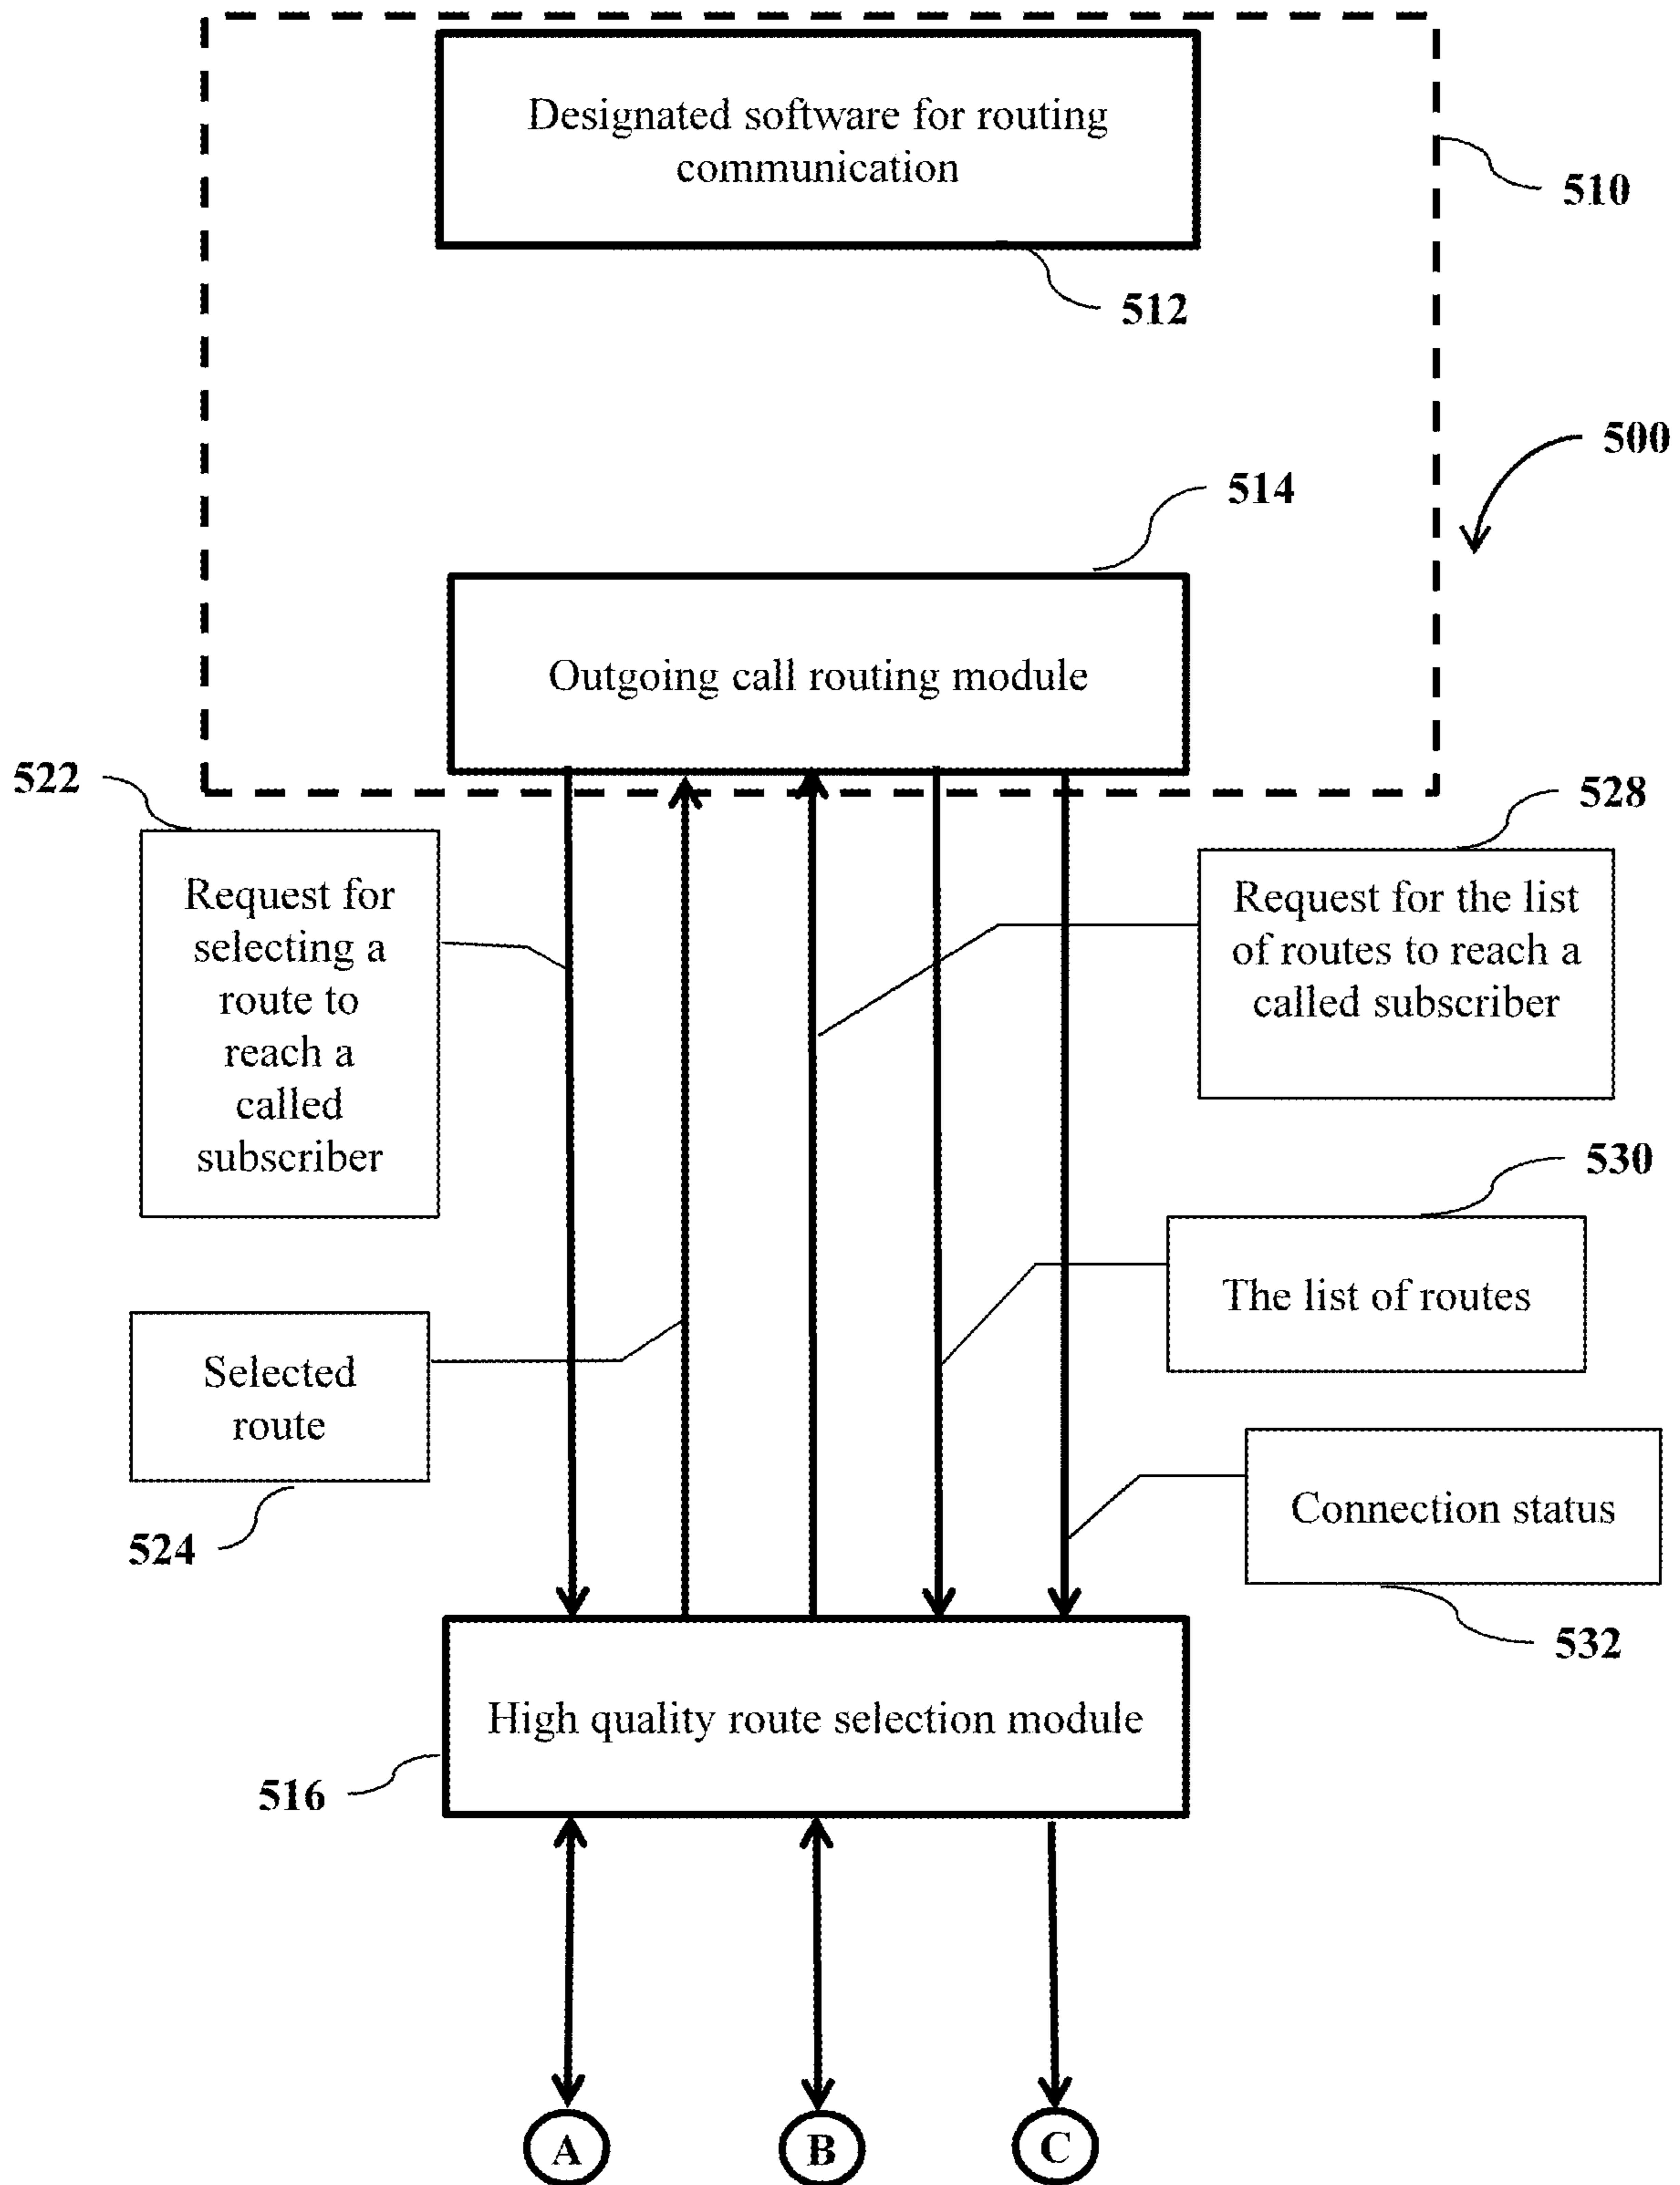 Designated software for routing
communication
510
512
500
514
Outgoing call routing module
522
528
Request for
selecting a
route to
reach a
called
subscriber
Request for the list
of routes to reach a
called subscriber
530
The list of routes
Selected
route
524
Connection status
532
High quality route selection module
516
A
B
C